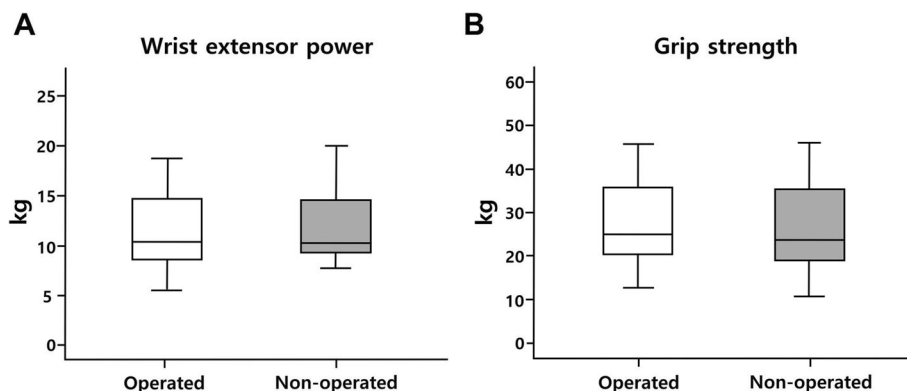 A
Wrist extensor power
25
20
15
10
5
0
kg
Operated
Non-operated
B
Grip strength
60
50
40
30
20
10
0
kg
Operated
Non-operated